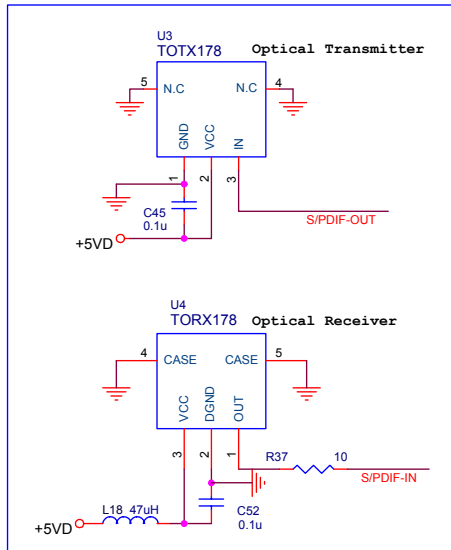 U3
TOTX178 Optical Transmitter
5 N.C N.C 4
GND VCC IN
1 2 3
C45
0.1u
S/PDIF-OUT
+5VD
U4
TORX178 Optical Receiver
4 CASE CASE 5
VCC DGND OUT
3 2 1
R37 10
S/PDIF-IN
L18 47uH C52
0.1u
+5VD